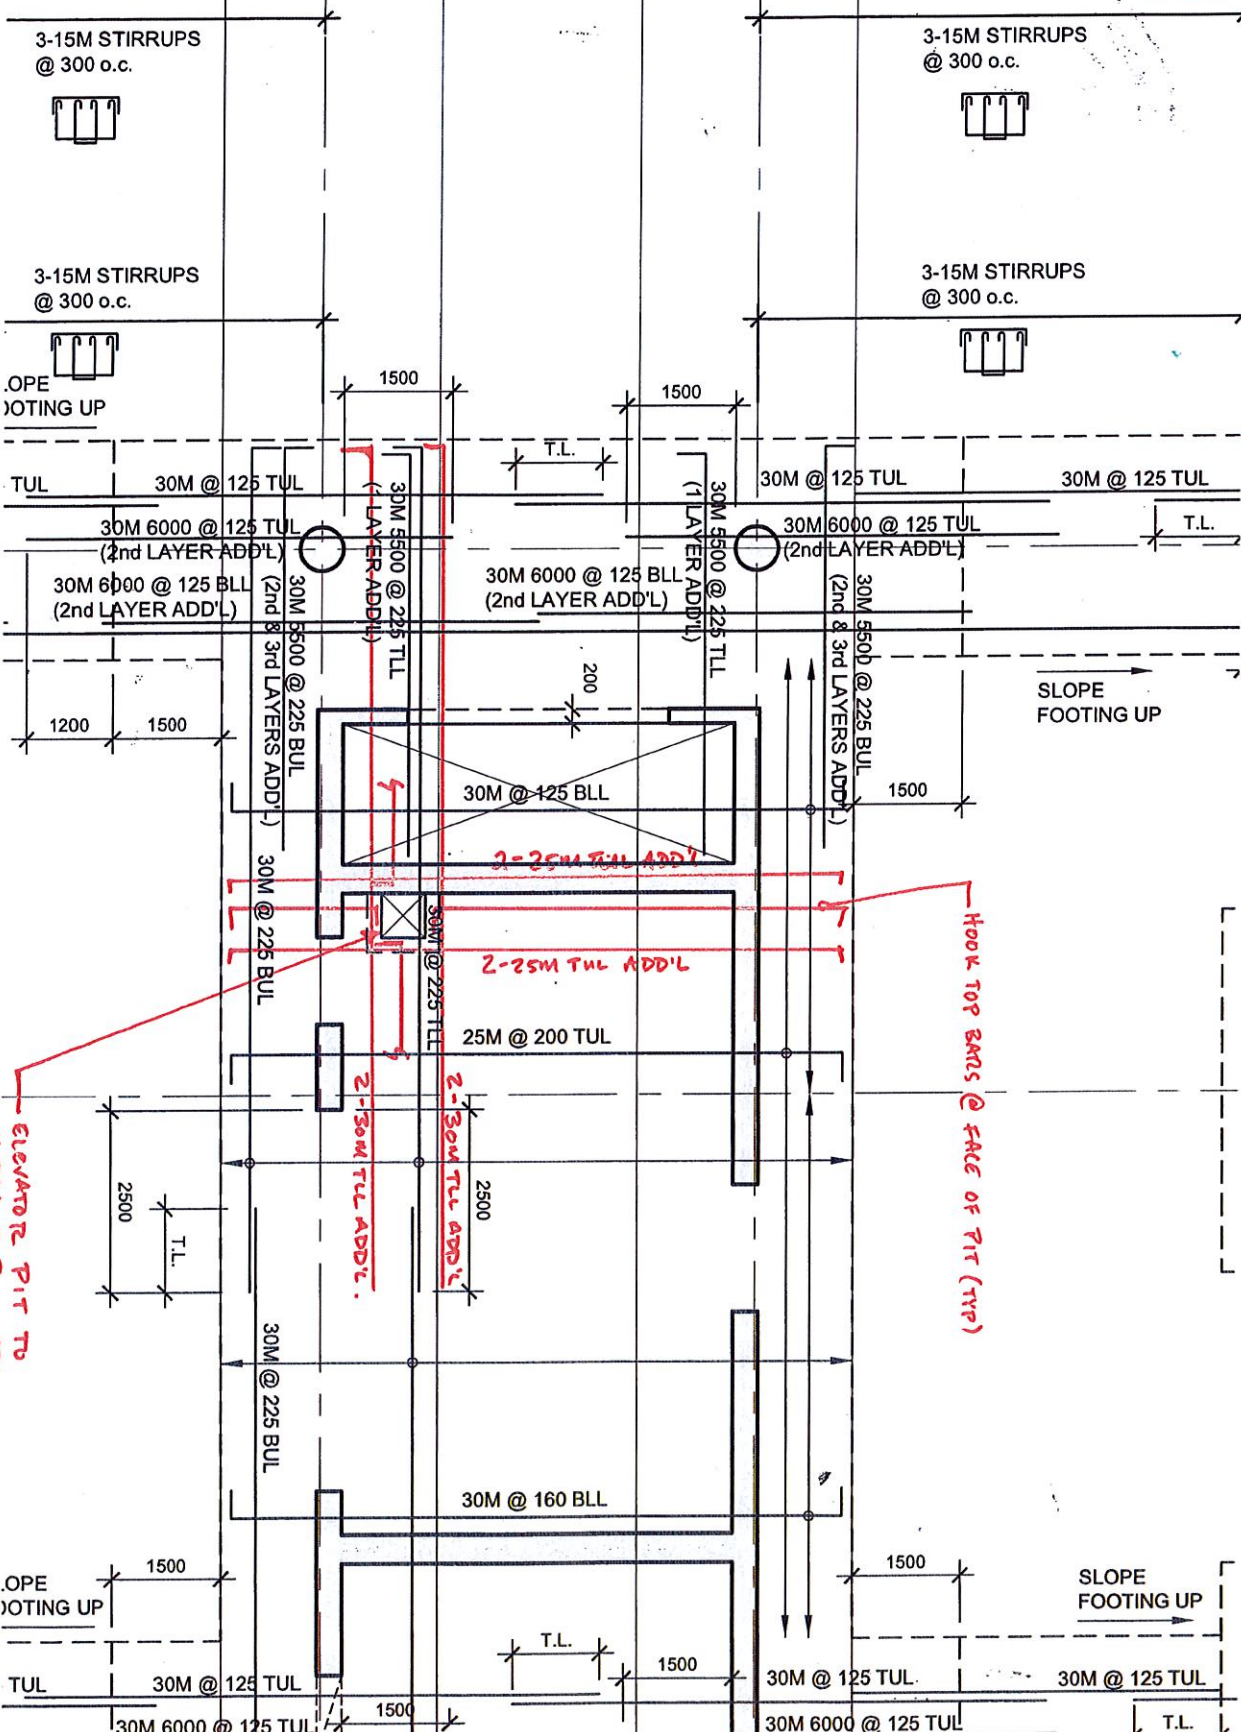 3-15M STIRRUPS
@ 300 o.c.
3-15M STIRRUPS
@ 300 o.c.
3-15M STIRRUPS
@ 300 o.c.
3-15M STIRRUPS
@ 300 o.c.
1500
1500
FOOTING UP
T.L.
TUL
30M @ 125 TUL
30M @ 125 TUL
30M @ 125 TUL
30M 6000 @ 125 TUL
(2nd LAYER ADD'L)
30M 6000 @ 125 TUL
(2nd LAYER ADD'L)
T.L.
30M 6000 @ 125 BLL
(2nd LAYER ADD'L)
30M 6000 @ 125 BLL
(2nd LAYER ADD'L)
30M 5500 @ 225 TLL
(1 LAYER ADD'L)
30M 5500 @ 225 TLL
(1 LAYER ADD'L)
30M 5500 @ 225 BUL
(2nd & 3rd LAYERS ADD'L)
30M 5500 @ 225 BUL
(2nd & 3rd LAYERS ADD'L)
200
SLOPE
FOOTING UP
1200
1500
1500
30M @ 125 BLL
2-25M TUL ADD'L
30M @ 225 BUL
30M @ 225 TLL
2-25M TUL ADD'L
HOOK TOP BARS @ FACE OF PIT (TYP)
25M @ 200 TUL
2-30M TLL ADD'L.
2-30M TLL ADD'L
ELEVATOR PIT TO
2500
2500
T.L.
30M @ 225 BUL
30M @ 160 BLL
1500
1500
FOOTING UP
SLOPE
FOOTING UP
T.L.
1500
TUL
30M @ 125 TUL
30M @ 125 TUL
30M @ 125 TUL
1500
30M 6000 @ 125 TUL
30M 6000 @ 125 TUL
T.L.